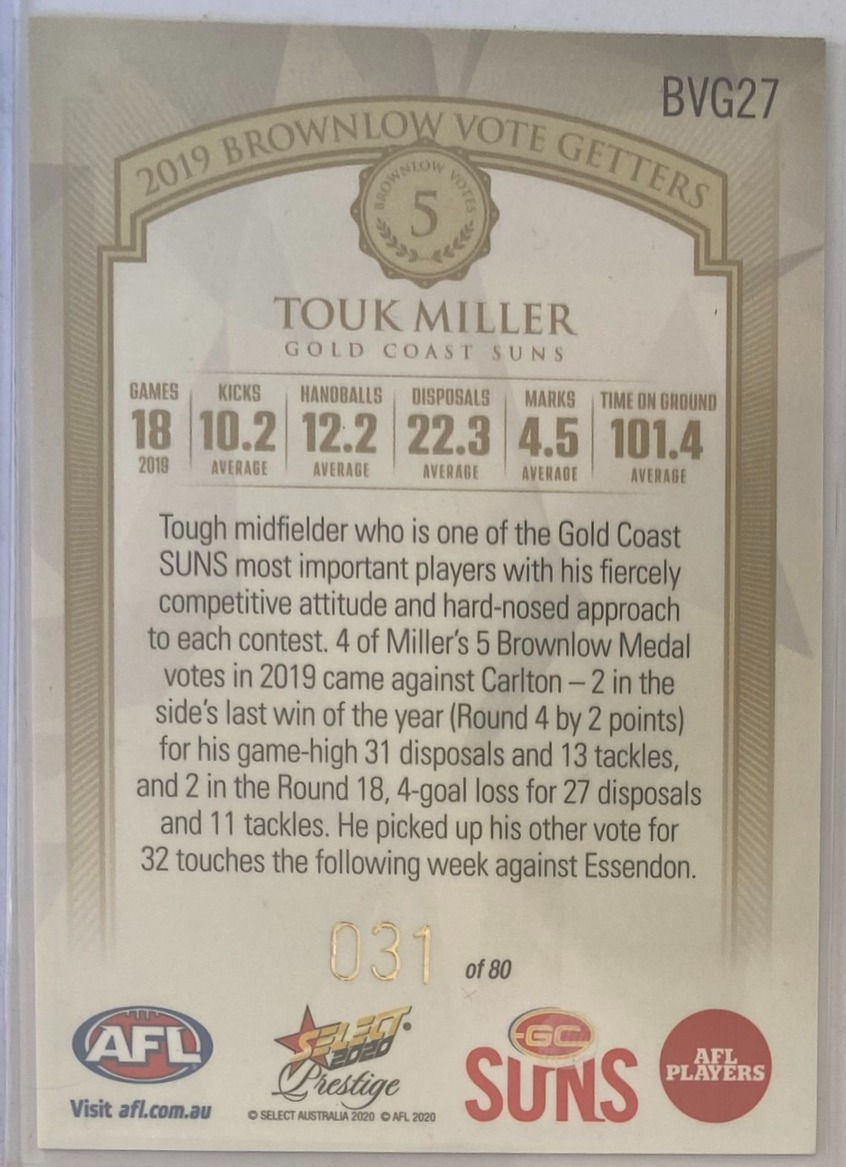 BVG27
2019 BROWNLOW VOTE GETTERS
BROWNLOW VOTES
5
TOUK MILLER
GOLD COAST SUNS
GAMES KICKS HANDBALLS DISPOSALS MARKS TIME ON GROUND
18 10.2 12.2 22.3 4.5 101.4
2019 AVERAGE AVERAGE AVERAGE AVERAGE AVERAGE
Tough midfielder who is one of the Gold Coast
SUNS most important players with his fiercely
competitive attitude and hard-nosed approach
to each contest. 4 of Miller's 5 Brownlow Medal
votes in 2019 came against Carlton – 2 in the
side's last win of the year (Round 4 by 2 points)
for his game-high 31 disposals and 13 tackles,
and 2 in the Round 18, 4-goal loss for 27 disposals
and 11 tackles. He picked up his other vote for
32 touches the following week against Essendon.
031 of 80
AFL
Visit afl.com.au
SELECT
2020
Prestige
© SELECT AUSTRALIA 2020 © AFL 2020
GC
SUNS
AFL
PLAYERS